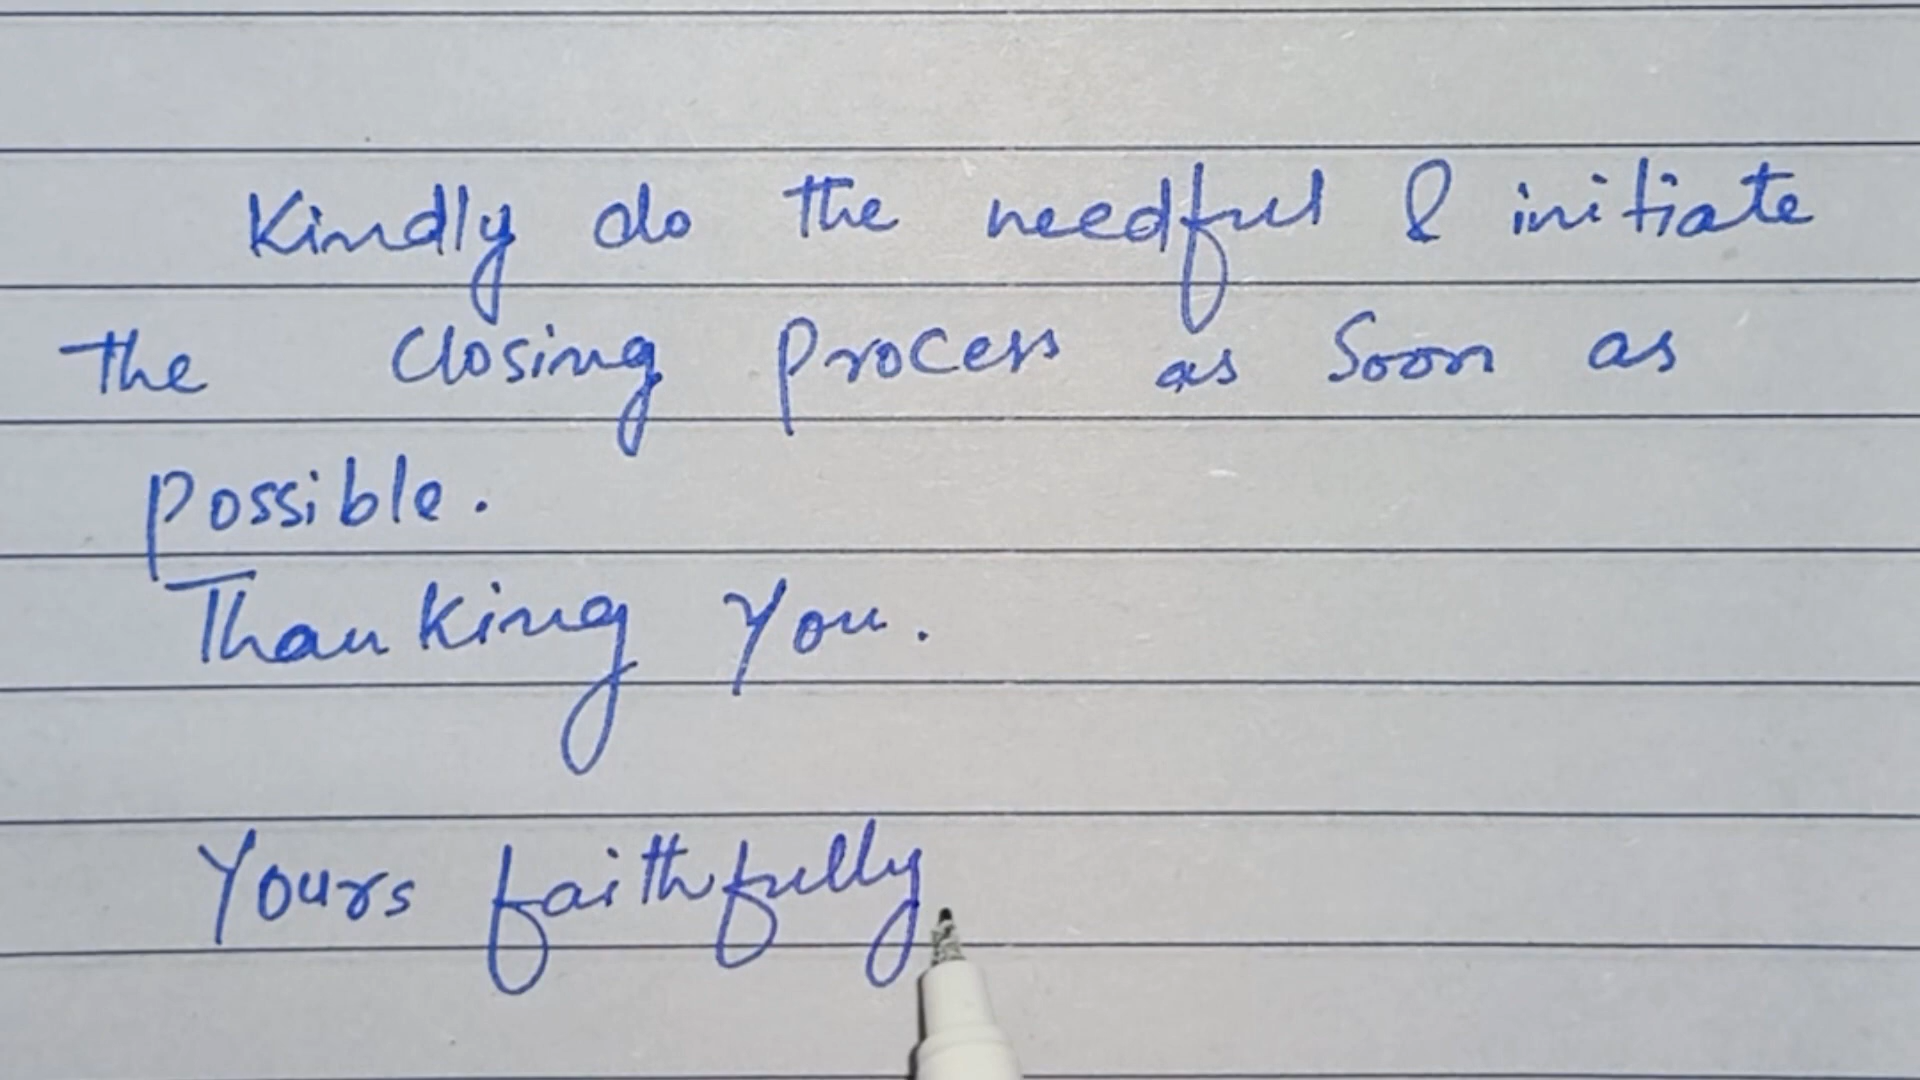 Kindly do the needful & initiate
the closing process as soon as
possible.
Thanking you.
Yours faithfully